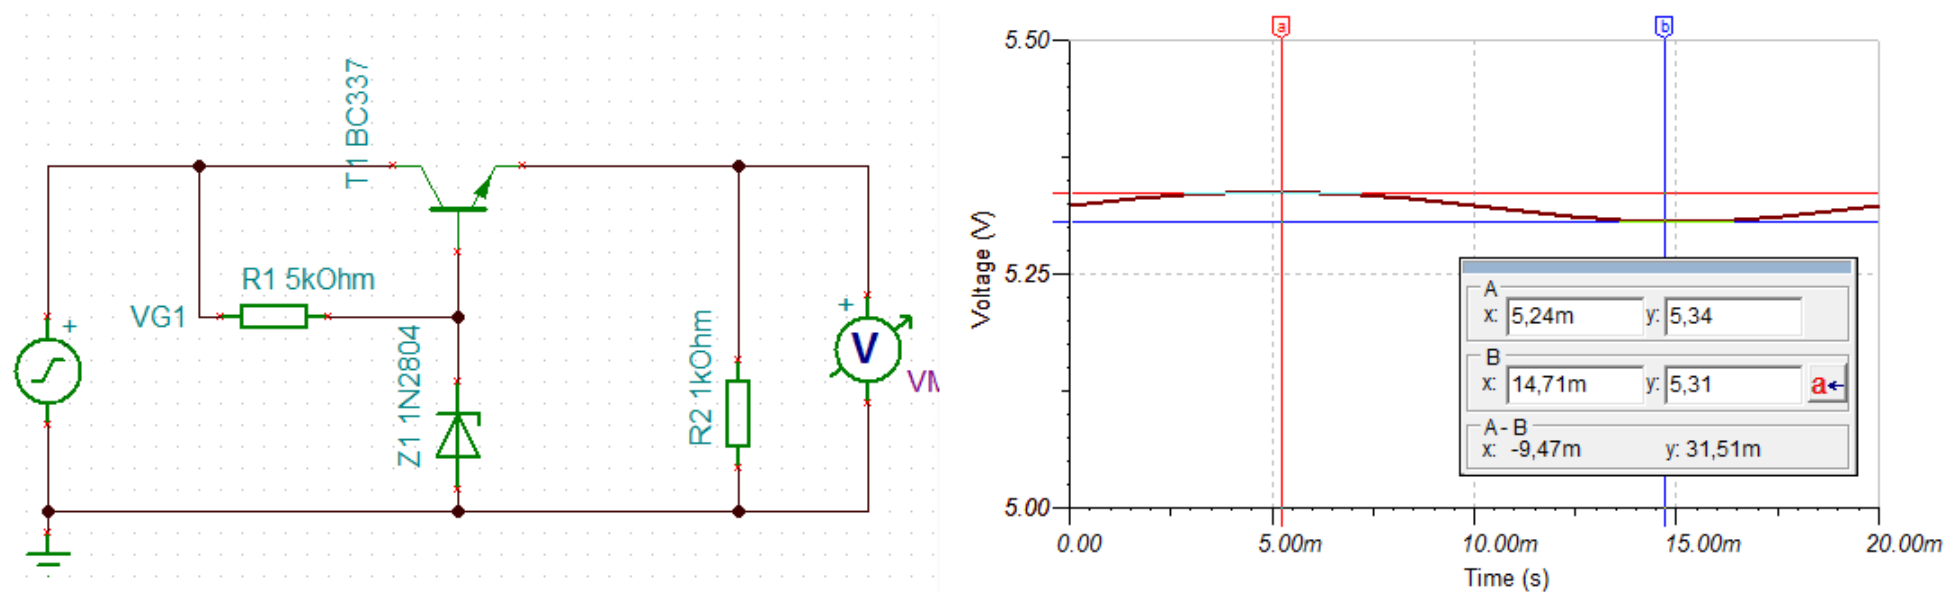 T1 BC337
R1 5kOhm
VG1
+
Z1 1N2804
R2 1kOhm
+
V
a
b
5.50
5.25
5.00
Voltage (V)
0.00
5.00m
10.00m
15.00m
20.00m
Time (s)
A
x: 5,24m y: 5,34
B
x: 14,71m y: 5,31 a
A - B
x: -9,47m y: 31,51m